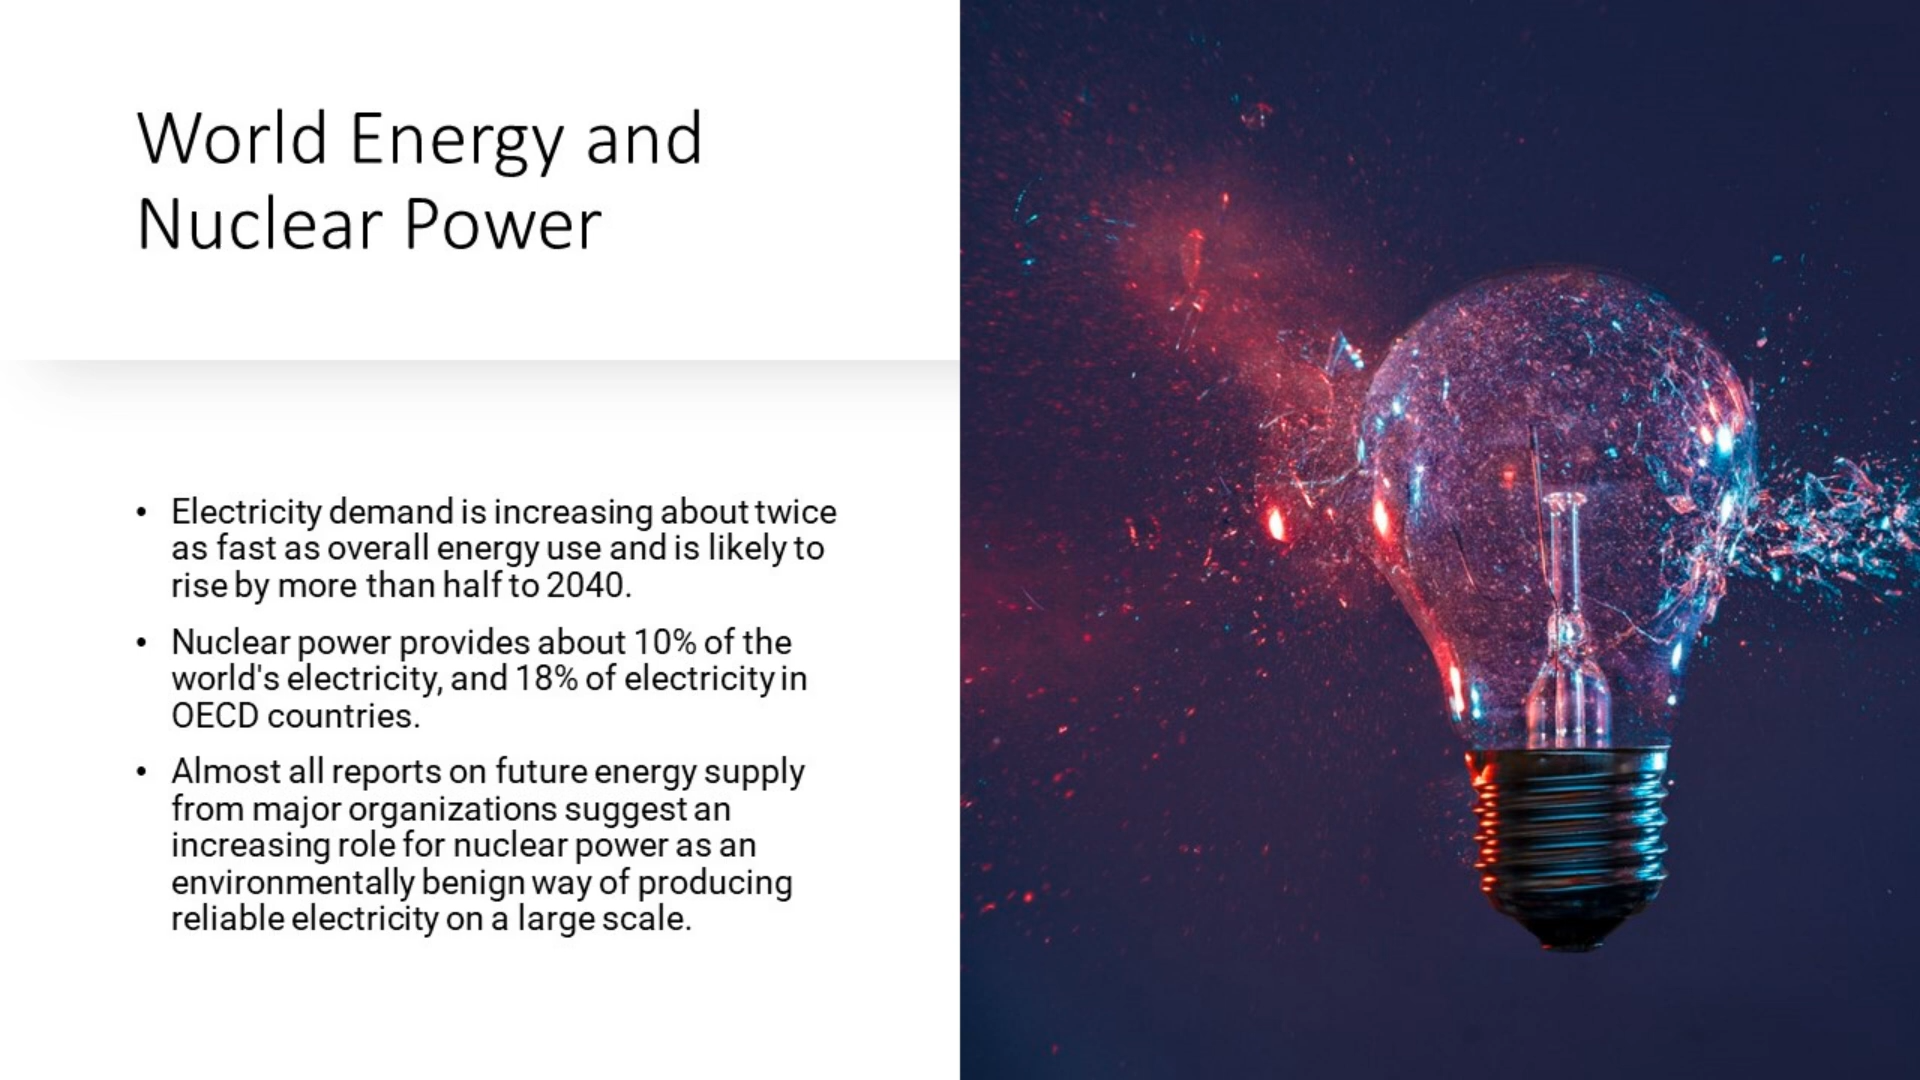 World Energy and
Nuclear Power
• Electricity demand is increasing about twice
as fast as overall energy use and is likely to
rise by more than half to 2040.
• Nuclear power provides about 10% of the
world's electricity, and 18% of electricity in
OECD countries.
• Almost all reports on future energy supply
from major organizations suggest an
increasing role for nuclear power as an
environmentally benign way of producing
reliable electricity on a large scale.